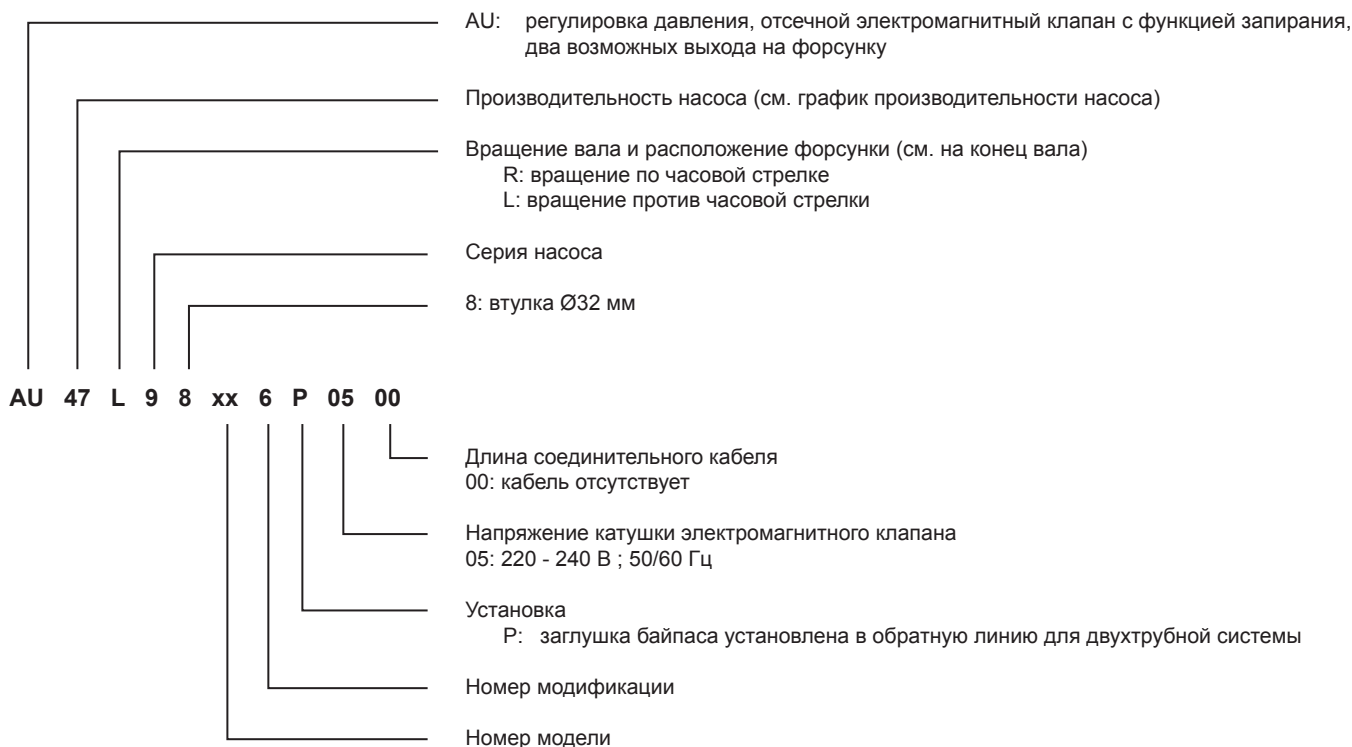 AU: регулировка давления, отсечной электромагнитный клапан с функцией запирания,
два возможных выхода на форсунку
Производительность насоса (см. график производительности насоса)
Вращение вала и расположение форсунки (см. на конец вала)
R: вращение по часовой стрелке
L: вращение против часовой стрелки
Серия насоса
8: втулка Ø32 мм
AU 47 L 9 8 xx 6 P 05 00
Длина соединительного кабеля
00: кабель отсутствует
Напряжение катушки электромагнитного клапана
05: 220 - 240 В ; 50/60 Гц
Установка
P: заглушка байпаса установлена в обратную линию для двухтрубной системы
Номер модификации
Номер модели